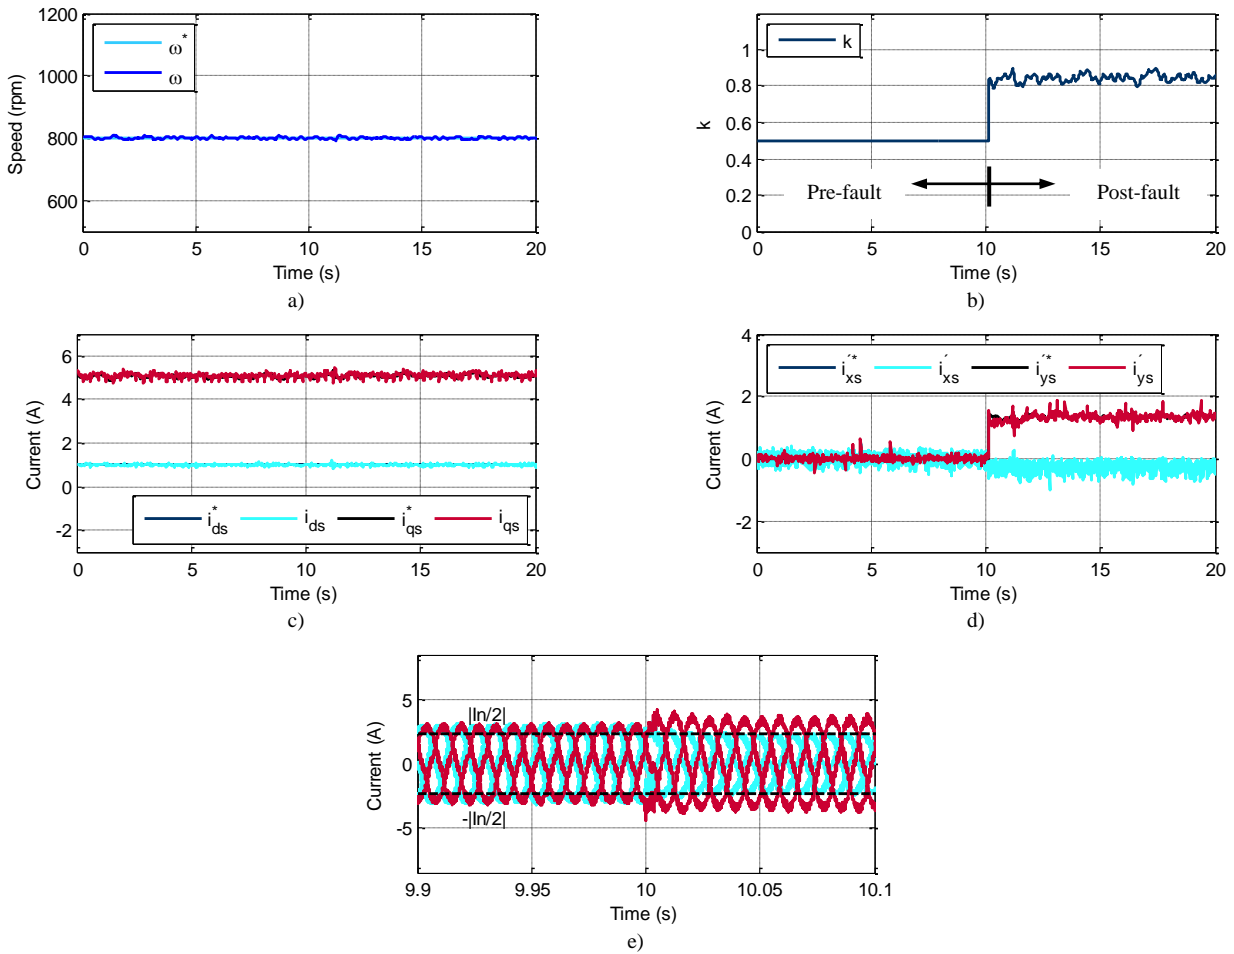 1200
1000
800
600
Speed (rpm)
ω*
ω
0 5 10 15 20
Time (s)
a)
1
0.8
0.6
0.4
0.2
0
k
k
Pre-fault
Post-fault
0 5 10 15 20
Time (s)
b)
6
4
2
0
-2
Current (A)
i*ds ids i*qs iqs
0 5 10 15 20
Time (s)
c)
4
2
0
-2
Current (A)
i´*xs i´xs i´*ys i´ys
0 5 10 15 20
Time (s)
d)
5
0
-5
Current (A)
|In/2|
-|In/2|
9.9 9.95 10 10.05 10.1
Time (s)
e)